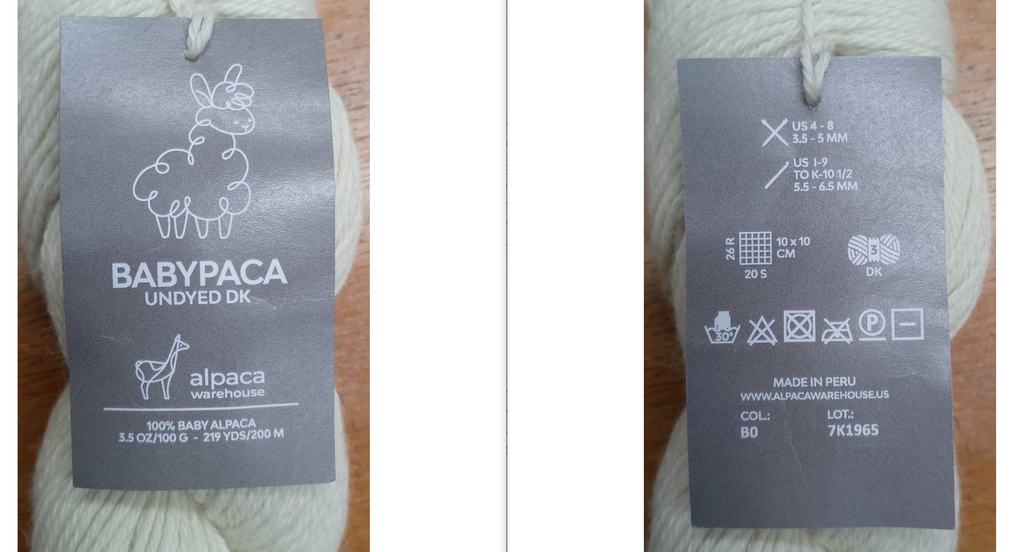 BABYPACA
UNDYED DK
alpaca
warehouse
100% BABY ALPACA
3.5 OZ/100 G - 219 YDS/200 M
US 4 - 8
3.5 - 5 MM
US I-9
TO K-10 1/2
5.5 - 6.5 MM
26 R
10 x 10
CM
20 S
3
DK
30°
P
MADE IN PERU
WWW.ALPACAWAREHOUSE.US
COL.: LOT.:
B0 7K1965